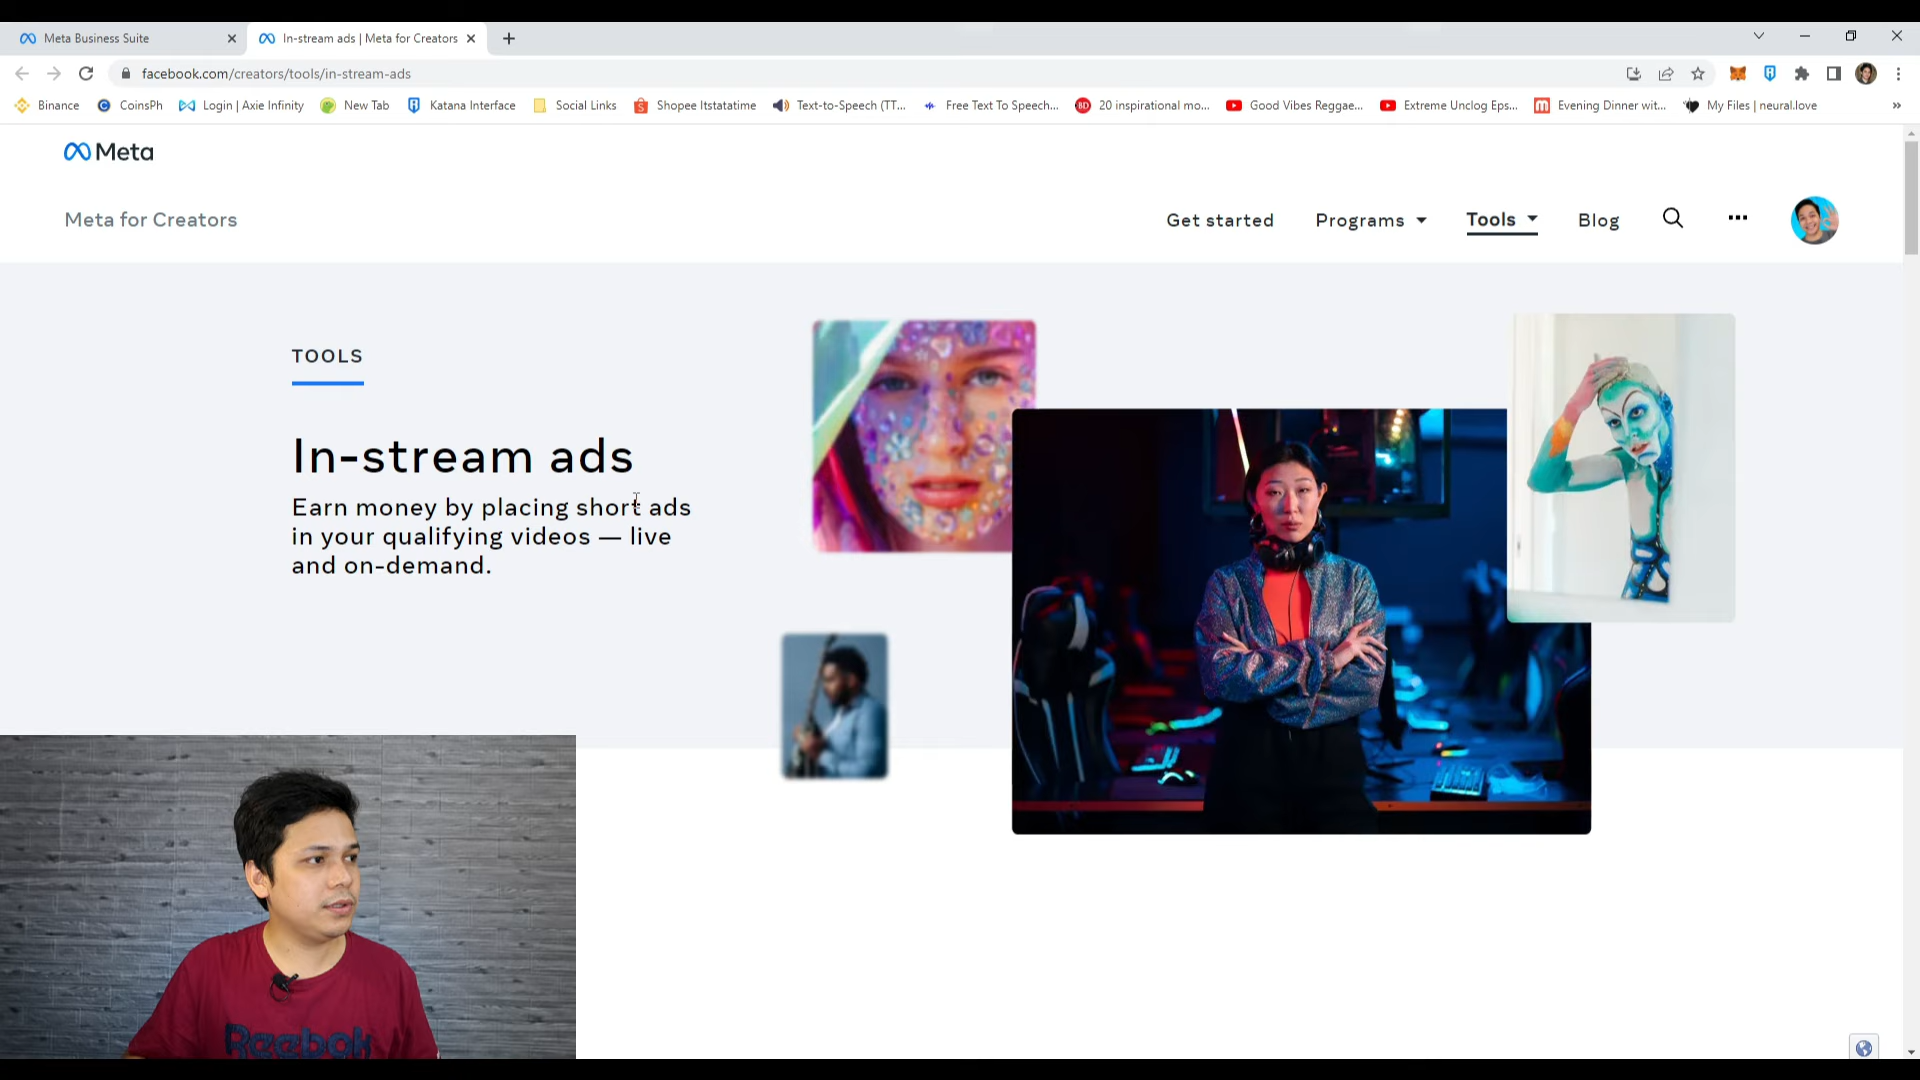 Meta Business Suite
In-stream ads | Meta for Creators
facebook.com/creators/tools/in-stream-ads
Binance
CoinsPh
Login | Axie Infinity
New Tab
Katana Interface
Social Links
Shopee Itstatatime
Text-to-Speech (TT...
Free Text To Speech...
20 inspirational mo...
Good Vibes Reggae...
Extreme Unclog Eps...
Evening Dinner wit...
My Files | neural.love
Meta
Meta for Creators
Get started
Programs
Tools
Blog
TOOLS
In-stream ads
Earn money by placing short ads
in your qualifying videos — live
and on-demand.
Reebok